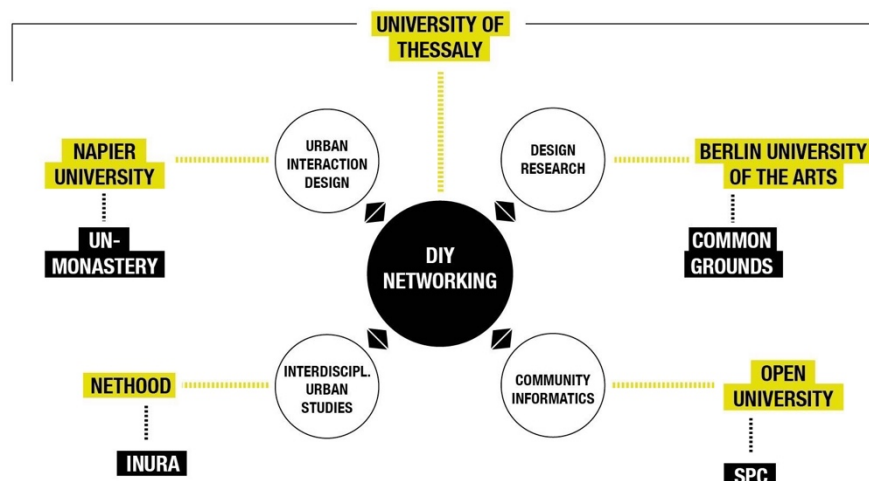 UNIVERSITY OF
THESSALY
NAPIER
UNIVERSITY
URBAN
INTERACTION
DESIGN
DESIGN
RESEARCH
BERLIN UNIVERSITY
OF THE ARTS
UN-
MONASTERY
DIY
NETWORKING
COMMON
GROUNDS
NETHOOD
INTERDISCIPL.
URBAN
STUDIES
COMMUNITY
INFORMATICS
OPEN
UNIVERSITY
INURA
SPC